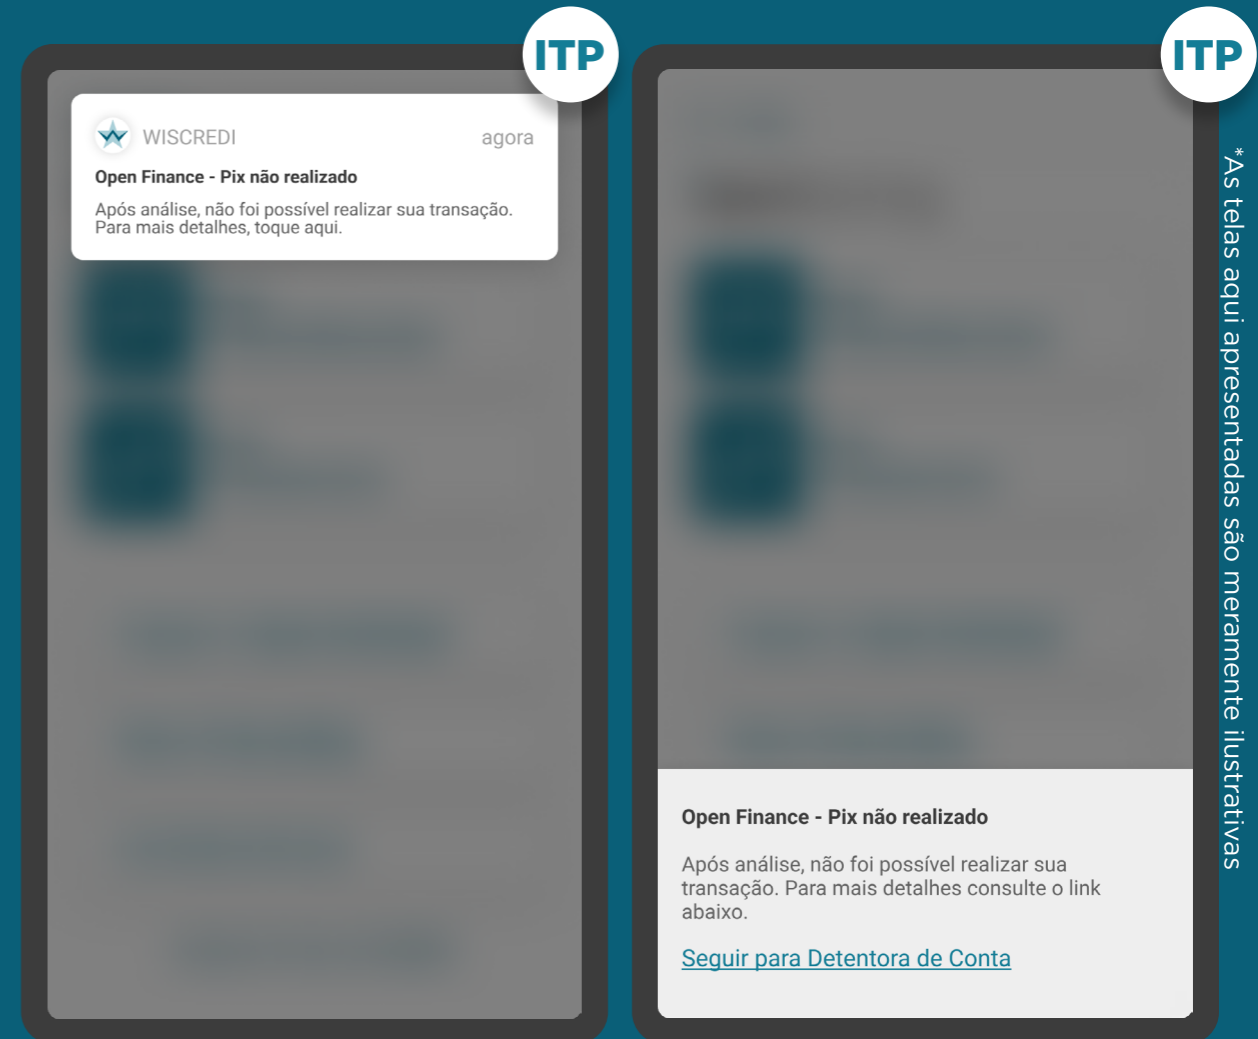 ITP
WISCREDI
agora
Open Finance - Pix não realizado
Após análise, não foi possível realizar sua transação.
Para mais detalhes, toque aqui.
ITP
Open Finance - Pix não realizado
Após análise, não foi possível realizar sua
transação. Para mais detalhes consulte o link
abaixo.
Seguir para Detentora de Conta
*As telas aqui apresentadas são meramente ilustrativas